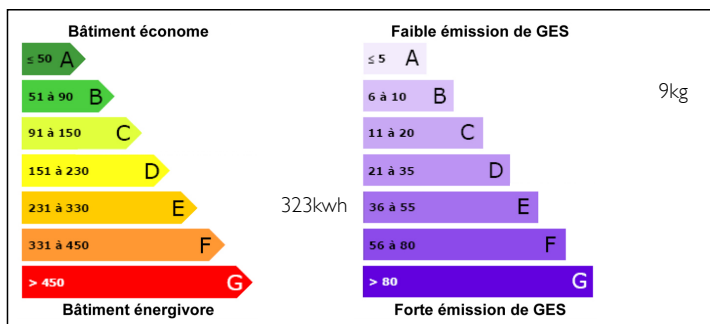 Bâtiment économe
≤ 50 A
51 à 90 B
91 à 150 C
151 à 230 D
231 à 330 E
323kwh
331 à 450 F
> 450 G
Bâtiment énergivore
Faible émission de GES
≤ 5 A
6 à 10 B
9kg
11 à 20 C
21 à 35 D
36 à 55 E
56 à 80 F
> 80 G
Forte émission de GES